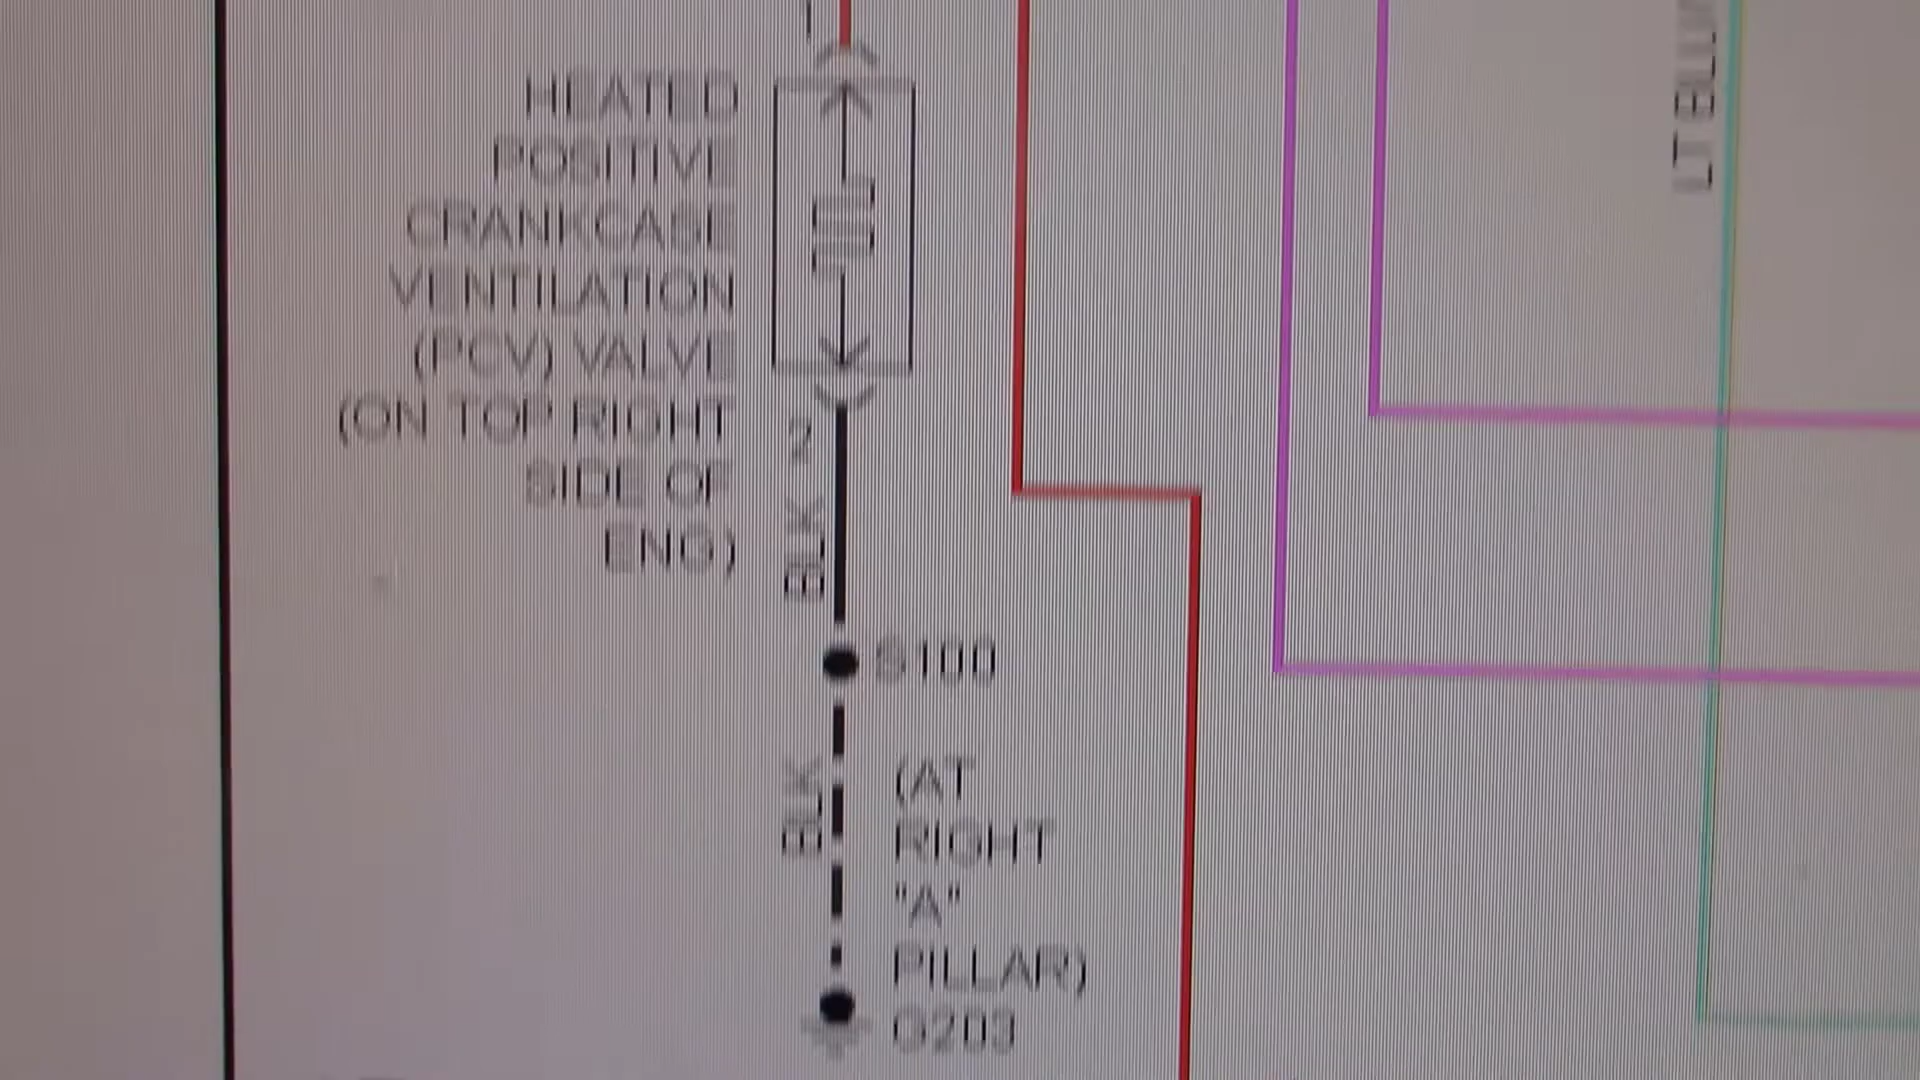 1
HEATED
POSITIVE
CRANKCASE
VENTILATION
(PCV) VALVE
(ON TOP RIGHT
SIDE OF
ENG)
2
BLK
S100
BLK
(AT
RIGHT
"A"
PILLAR)
G203
LT BLU/